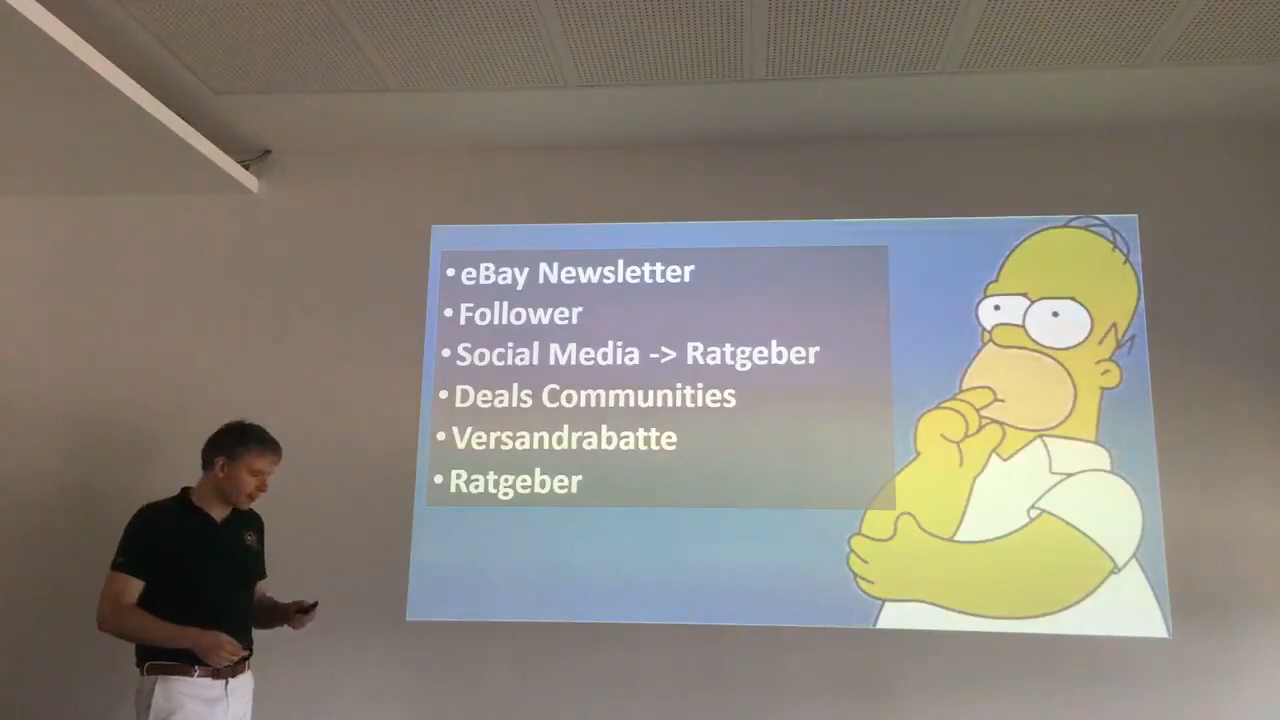 • eBay Newsletter
• Follower
• Social Media -> Ratgeber
• Deals Communities
• Versandrabatte
• Ratgeber